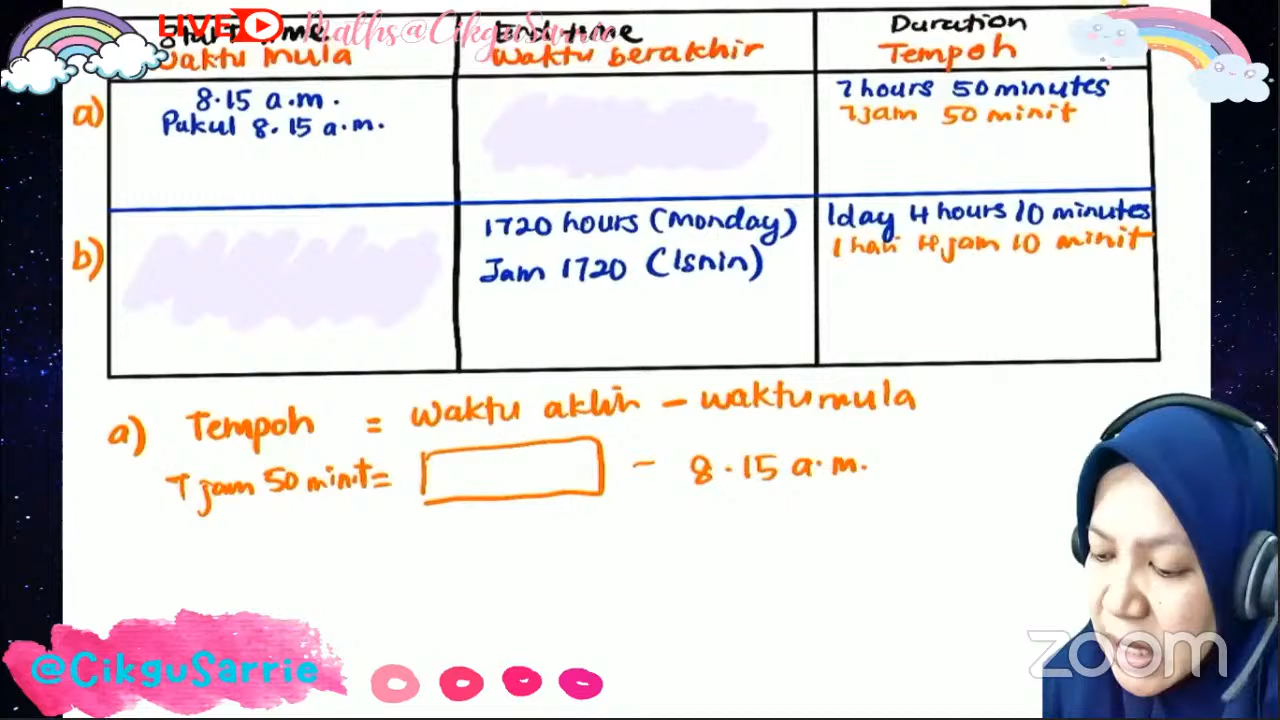 LIVE Maths@CikguSarrie
Start time
Waktu mula
End time
Waktu berakhir
Duration
Tempoh
a)
8.15 a.m.
Pukul 8.15 a.m.
7 hours 50 minutes
7 jam 50 minit
b)
1720 hours (Monday)
Jam 1720 (Isnin)
1 day 4 hours 10 minutes
1 hari 4 jam 10 minit
a) Tempoh = waktu akhir - waktu mula
7 jam 50 minit = - 8.15 a.m.
@CikguSarrie
zoom